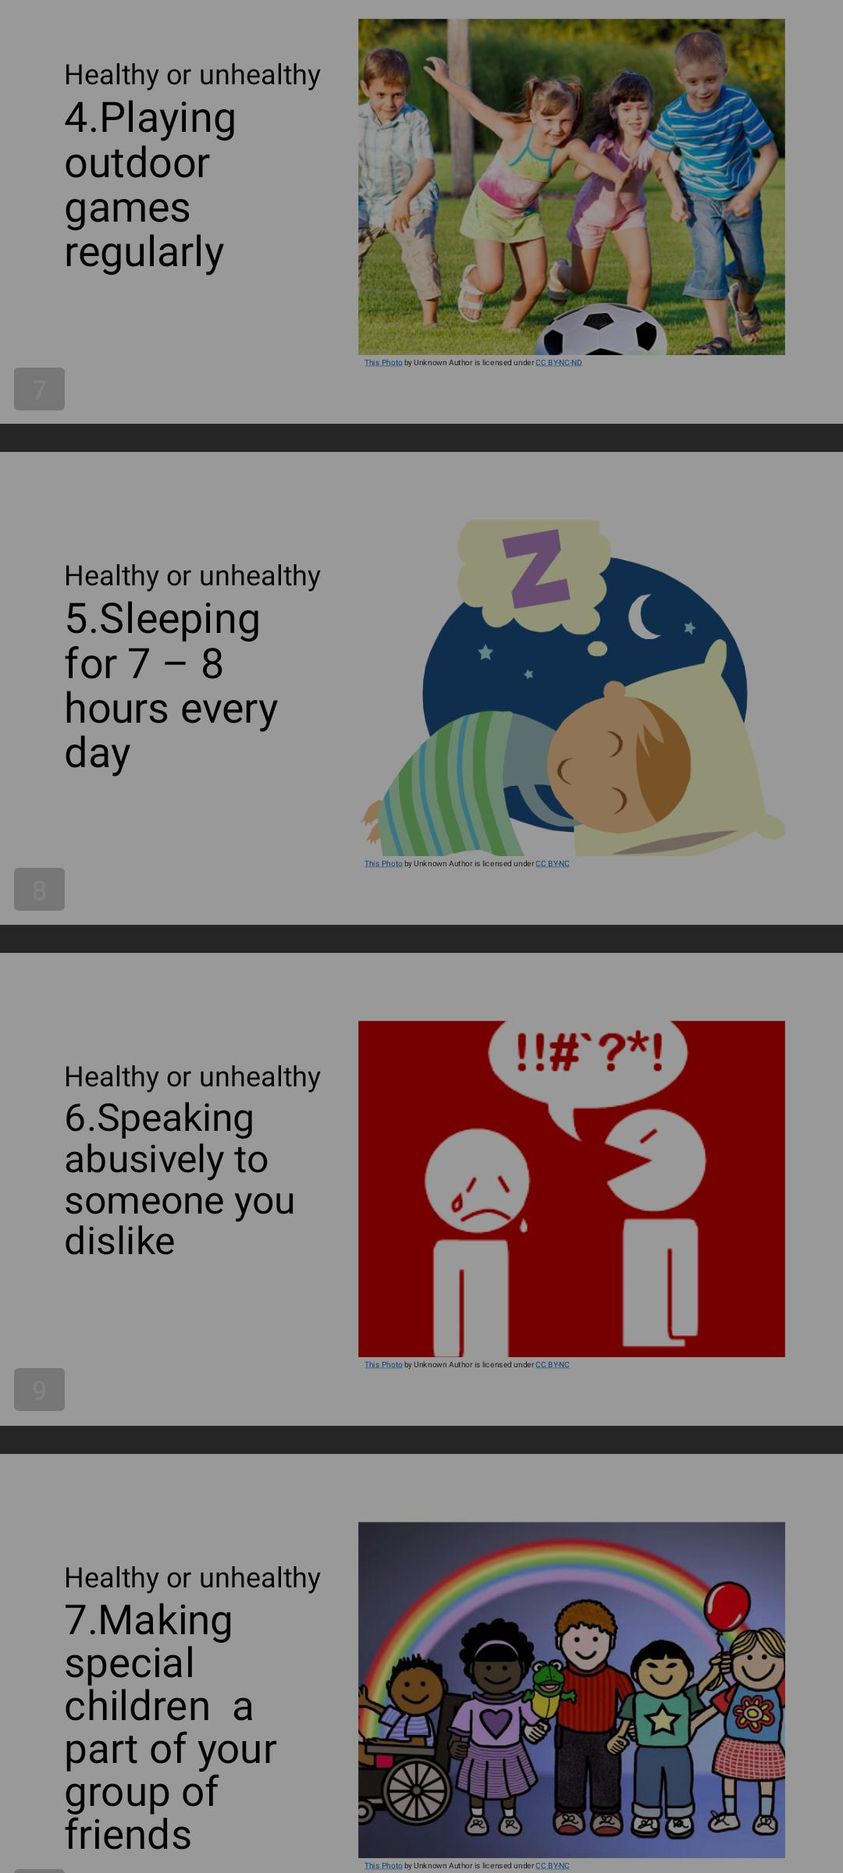 Healthy or unhealthy
4.Playing
outdoor
games
regularly
This Photo by Unknown Author is licensed under CC BY-NC-ND
7
Healthy or unhealthy
5.Sleeping
for 7 – 8
hours every
day
Z
This Photo by Unknown Author is licensed under CC BY-NC
8
Healthy or unhealthy
6.Speaking
abusively to
someone you
dislike
!!#`?*!
This Photo by Unknown Author is licensed under CC BY-NC
9
Healthy or unhealthy
7.Making
special
children  a
part of your
group of
friends
This Photo by Unknown Author is licensed under CC BY-NC